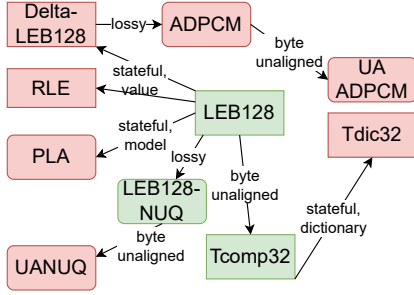 Delta-
LEB128
lossy
ADPCM
byte
unaligned
UA
ADPCM
RLE
stateful,
value
LEB128
Tdic32
PLA
stateful,
model
lossy
LEB128-
NUQ
byte
unaligned
stateful,
dictionary
UANUQ
byte
unaligned
Tcomp32